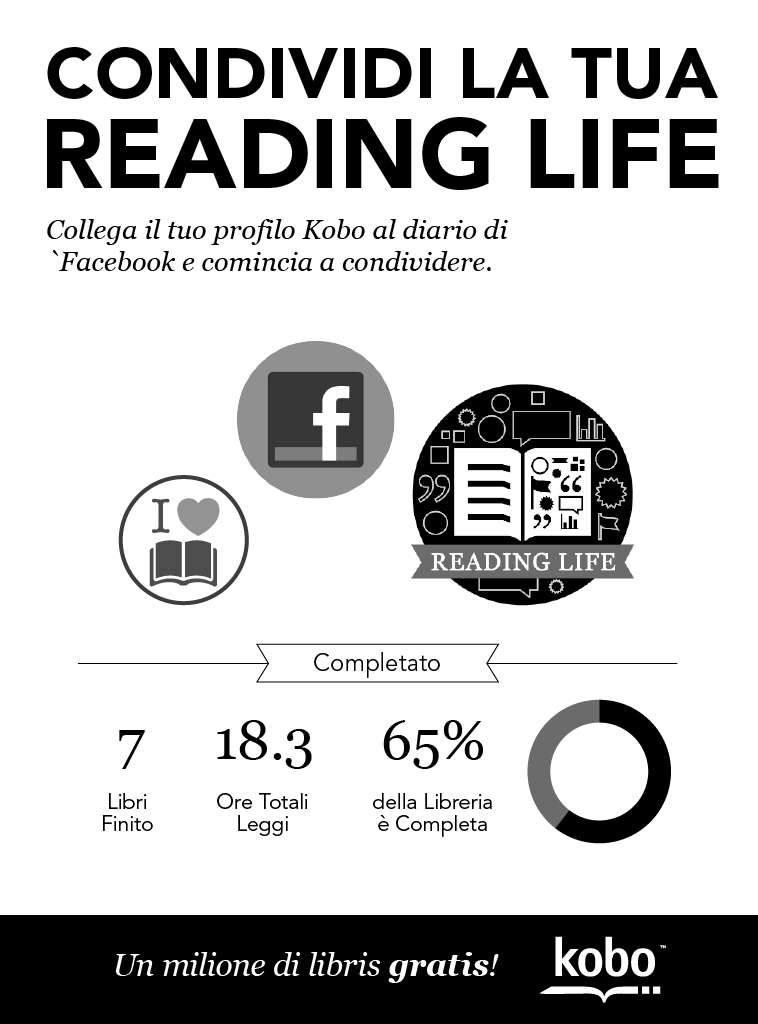 CONDIVIDI LA TUA
READING LIFE
Collega il tuo profilo Kobo al diario di
`Facebook e comincia a condividere.
f
I
READING LIFE
Completato
7
Libri
Finito
18.3
Ore Totali
Leggi
65%
della Libreria
è Completa
Un milione di libris gratis!
kobo™